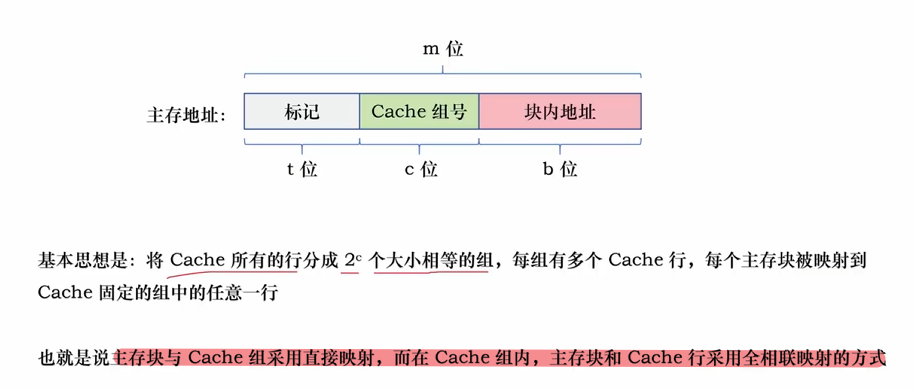 m 位
主存地址: 标记 Cache 组号 块内地址
t 位 c 位 b 位
基本思想是: 将 Cache 所有的行分成 2ᶜ 个大小相等的组，每组有多个 Cache 行，每个主存块被映射到
Cache 固定的组中的任意一行
也就是说主存块与 Cache 组采用直接映射，而在 Cache 组内，主存块和 Cache 行采用全相联映射的方式